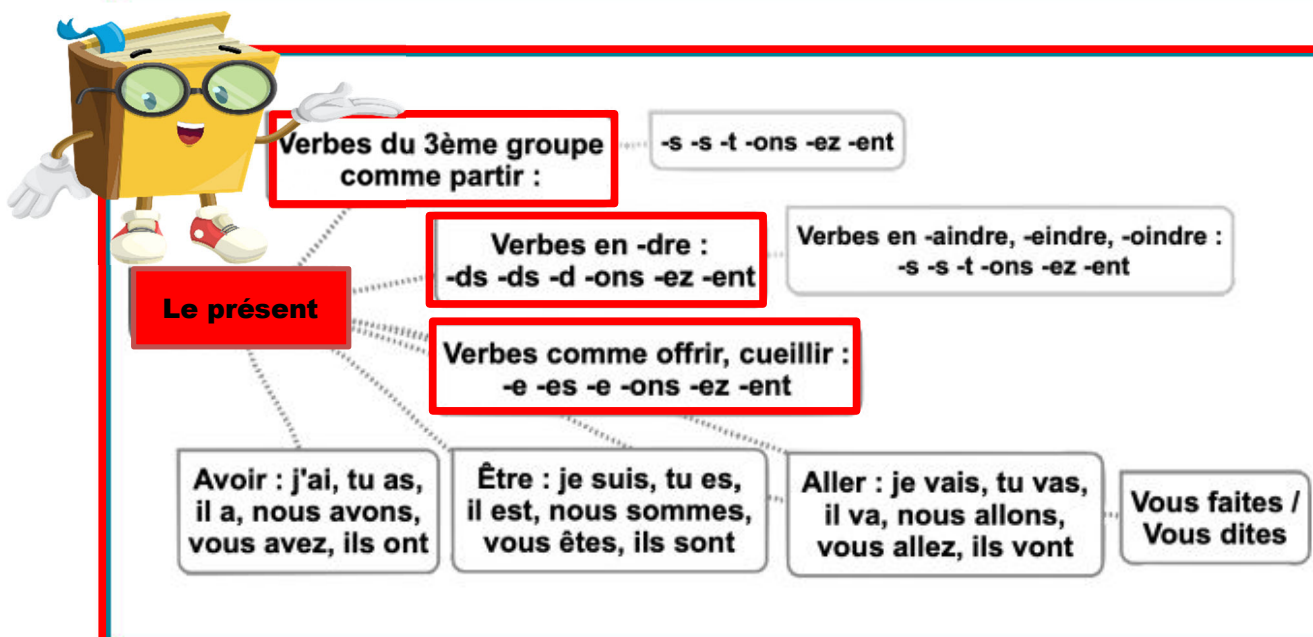 Verbes du 3ème groupe
comme partir :
-s -s -t -ons -ez -ent
Verbes en -dre :
-ds -ds -d -ons -ez -ent
Verbes en -aindre, -eindre, -oindre :
-s -s -t -ons -ez -ent
Le présent
Verbes comme offrir, cueillir :
-e -es -e -ons -ez -ent
Avoir : j'ai, tu as,
il a, nous avons,
vous avez, ils ont
Être : je suis, tu es,
il est, nous sommes,
vous êtes, ils sont
Aller : je vais, tu vas,
il va, nous allons,
vous allez, ils vont
Vous faites /
Vous dites